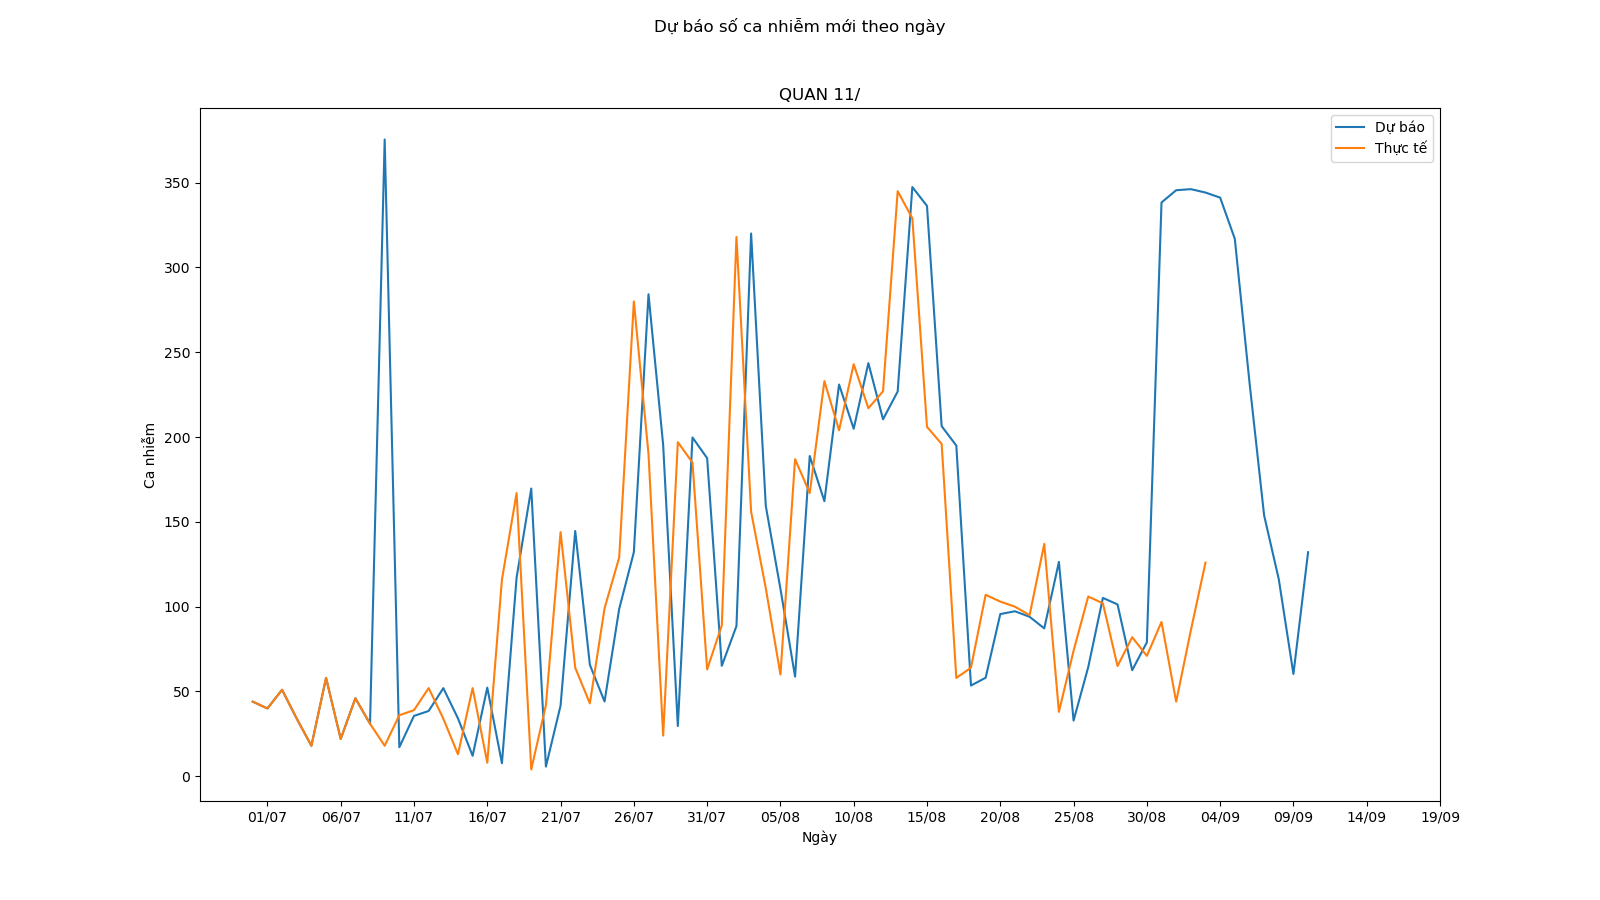 Dự báo số ca nhiễm mới theo ngày
QUAN 11/
Dự báo
Thực tế
350
300
250
200
150
100
50
0
Ca nhiễm
01/07 06/07 11/07 16/07 21/07 26/07 31/07 05/08 10/08 15/08 20/08 25/08 30/08 04/09 09/09 14/09 19/09
Ngày